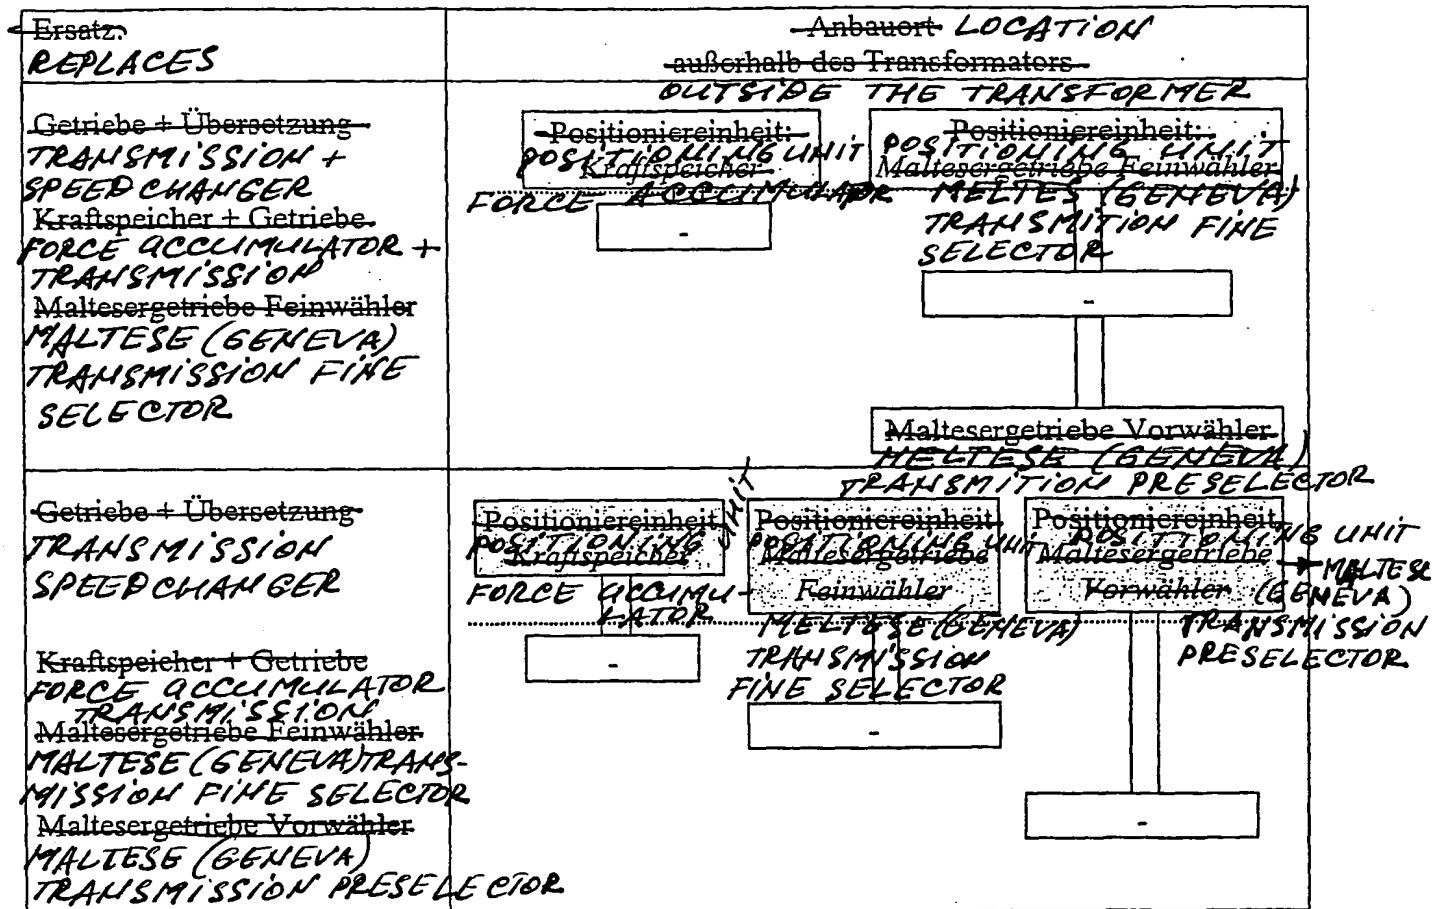 Ersatz:
REPLACES
Anbauort LOCATION
außerhalb des Transformators
OUTSIDE THE TRANSFORMER
Getriebe + Übersetzung
TRANSMISSION +
SPEED CHANGER
Kraftspeicher + Getriebe
FORCE ACCUMULATOR +
TRANSMISSION
Maltesergetriebe Feinwähler
MALTESE (GENEVA)
TRANSMISSION FINE
SELECTOR
Positioniereinheit:
POSITIONING UNIT
Kraftspeicher
FORCE ACCUMULATOR
-
Positioniereinheit:
POSITIONING UNIT
Maltesergetriebe Feinwähler
MELTES (GENEVA)
TRANSMITION FINE
SELECTOR
-
Maltesergetriebe Vorwähler
MELTESE (GENEVA)
TRANSMITION PRESELECTOR
Getriebe + Übersetzung
TRANSMISSION
SPEED CHANGER
Kraftspeicher + Getriebe
FORCE ACCUMULATOR
TRANSMISSION
Maltesergetriebe Feinwähler
MALTESE (GENEVA) TRANS-
MISSION FINE SELECTOR
Maltesergetriebe Vorwähler
MALTESE (GENEVA)
TRANSMISSION PRESELECTOR
Positioniereinheit
POSITIONING UNIT
Kraftspeicher
FORCE ACCUMU-
LATOR
-
Positioniereinheit
POSITIONING UNIT
Maltesergetriebe
Feinwähler
MELTESE (GENEVA)
TRANSMISSION
FINE SELECTOR
-
Positioniereinheit
POSITIONING UNIT
Maltesergetriebe
Vorwähler
MALTESE
(GENEVA)
TRANSMISSION
PRESELECTOR
-